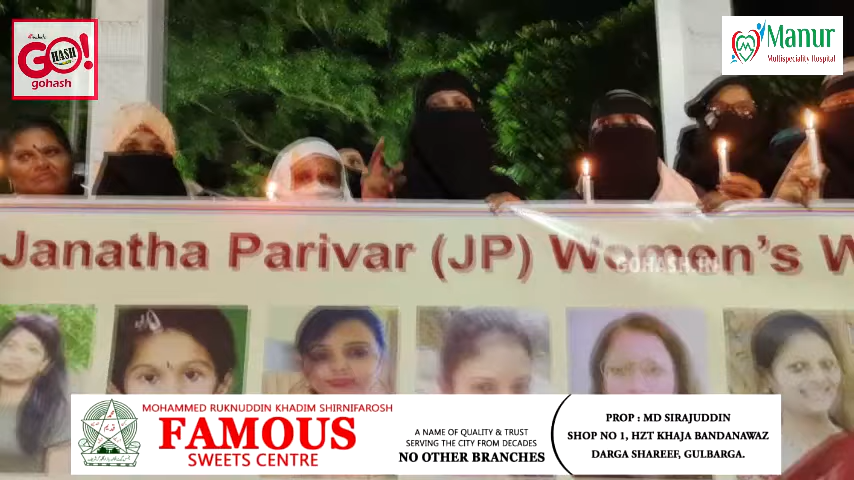 GO!
HASH
gohash
Manur
Multispeciality Hospital
Janatha Parivar (JP) Women's W
GOHASH.IN
MOHAMMED RUKNUDDIN KHADIM SHIRNIFAROSH
FAMOUS
SWEETS CENTRE
A NAME OF QUALITY & TRUST
SERVING THE CITY FROM DECADES
NO OTHER BRANCHES
PROP : MD SIRAJUDDIN
SHOP NO 1, HZT KHAJA BANDANAWAZ
DARGA SHAREEF, GULBARGA.